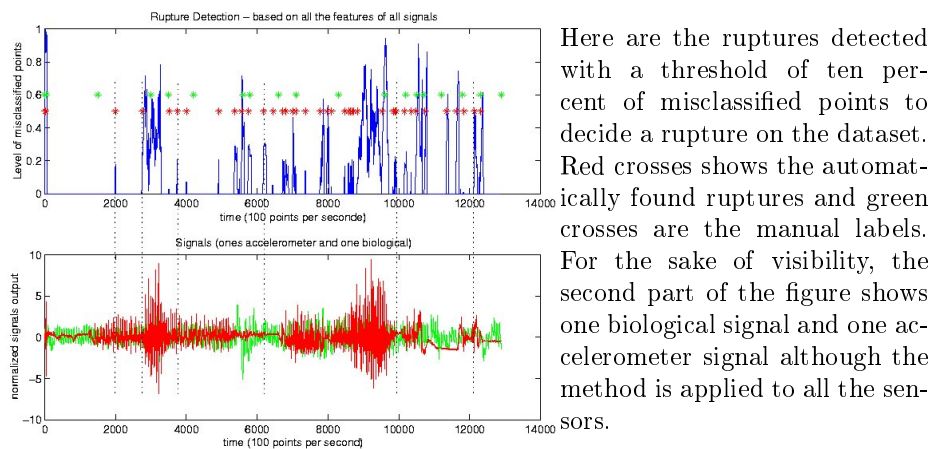 Rupture Detection – based on all the features of all signals
Level of misclassified points
1
0.8
0.6
0.4
0.2
0
0 2000 4000 6000 8000 10000 12000 14000
time (100 points per seconde)
Signals (ones accelerometer and one biological)
normalized signals output
10
5
0
−5
−10
0 2000 4000 6000 8000 10000 12000 14000
time (100 points per second)
Here are the ruptures detected
with a threshold of ten per-
cent of misclassified points to
decide a rupture on the dataset.
Red crosses shows the automat-
ically found ruptures and green
crosses are the manual labels.
For the sake of visibility, the
second part of the figure shows
one biological signal and one ac-
celerometer signal although the
method is applied to all the sen-
sors.